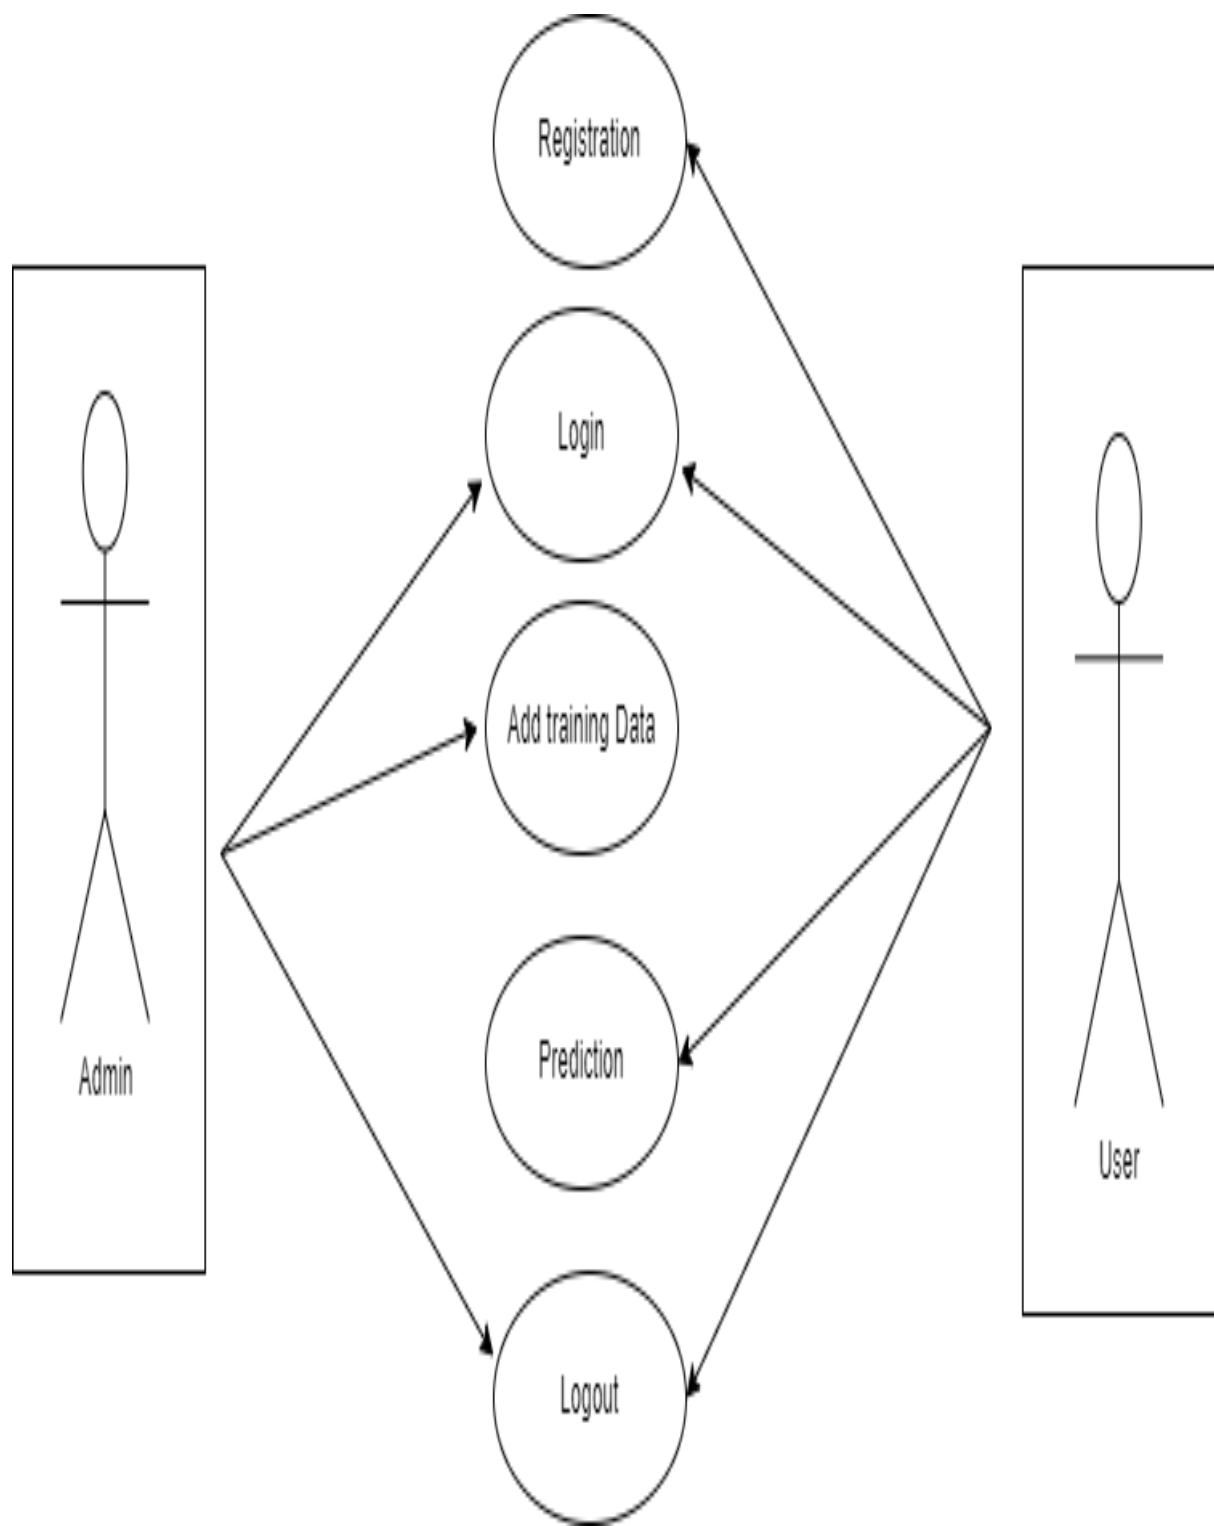 Registration
Login
Add training Data
Prediction
Admin
User
Logout